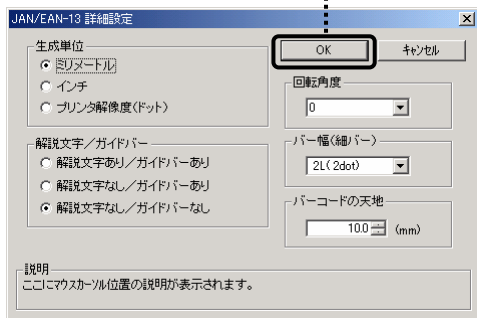 JAN/EAN-13 詳細設定
生成単位
ミリメートル
インチ
プリンタ解像度(ドット)
解説文字/ガイドバー
解説文字あり/ガイドバーあり
解説文字なし/ガイドバーあり
解説文字なし/ガイドバーなし
OK
キャンセル
回転角度
0
バー幅(細バー)
2L( 2dot)
バーコードの天地
10.0 (mm)
説明
ここにマウスカーソル位置の説明が表示されます。